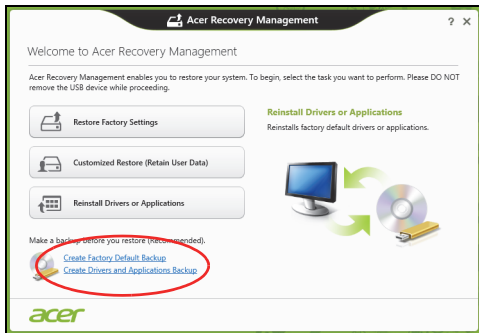 Acer Recovery Management
? ×
Welcome to Acer Recovery Management
Acer Recovery Management enables you to restore your system. To begin, select the task you want to perform. Please DO NOT
remove the USB device while proceeding.
Restore Factory Settings
Customized Restore (Retain User Data)
Reinstall Drivers or Applications
Reinstall Drivers or Applications
Reinstalls factory default drivers or applications.
Make a backup before you restore (Recommended).
Create Factory Default Backup
Create Drivers and Applications Backup
acer